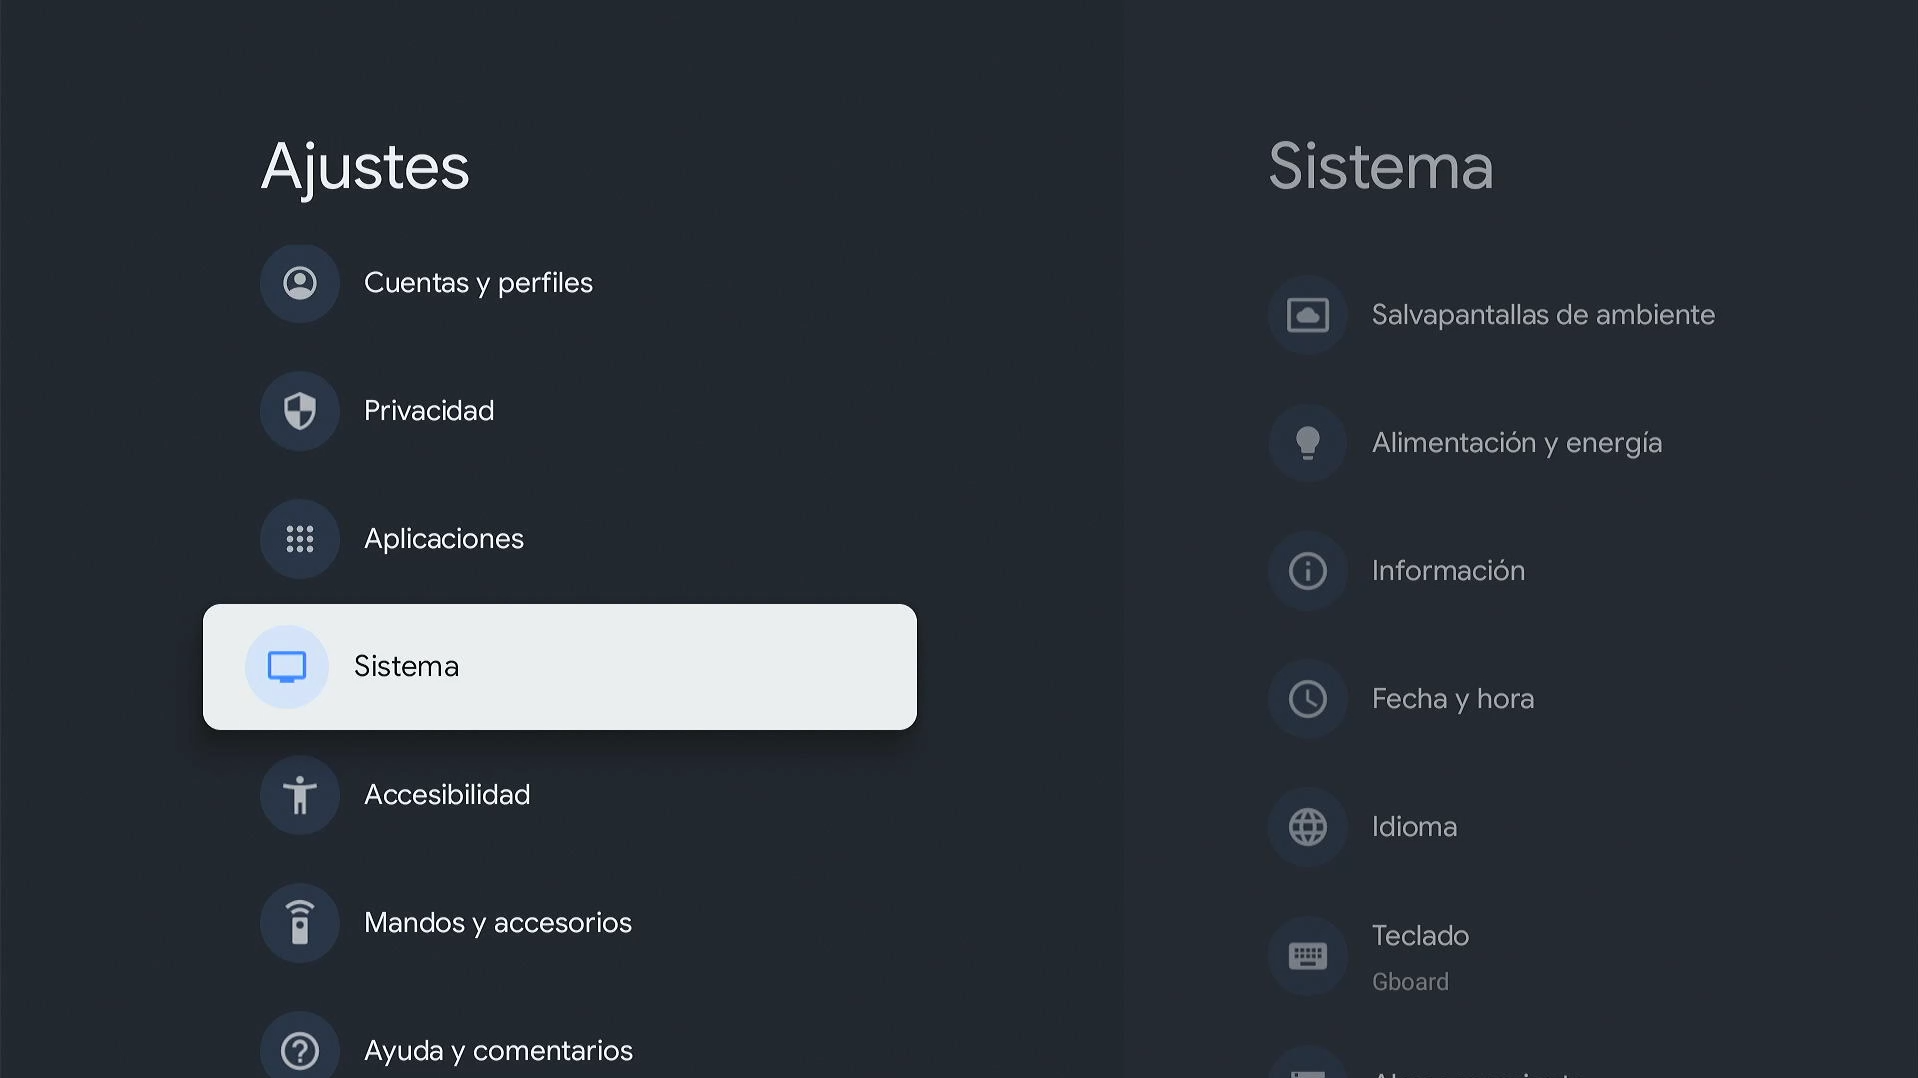 Ajustes
Cuentas y perfiles
Privacidad
Aplicaciones
Sistema
Accesibilidad
Mandos y accesorios
Ayuda y comentarios
Sistema
Salvapantallas de ambiente
Alimentación y energía
Información
Fecha y hora
Idioma
Teclado
Gboard